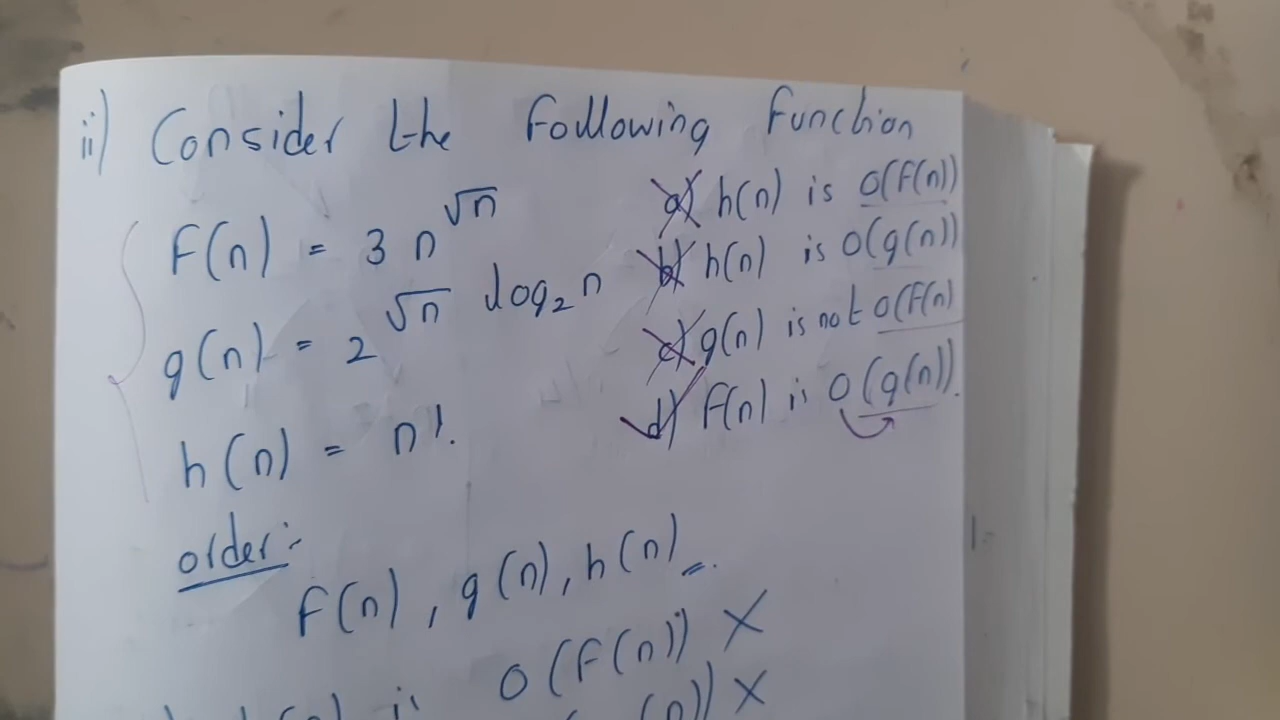 ii) Consider the following function
F(n) = 3 n^√n
g(n) = 2^√n log₂ n
h(n) = n!.
a) h(n) is O(F(n))
b) h(n) is O(g(n))
c) g(n) is not O(F(n)
d) F(n) is O(g(n)).
order:-
F(n), g(n), h(n)
O(F(n)) X
(n)) X